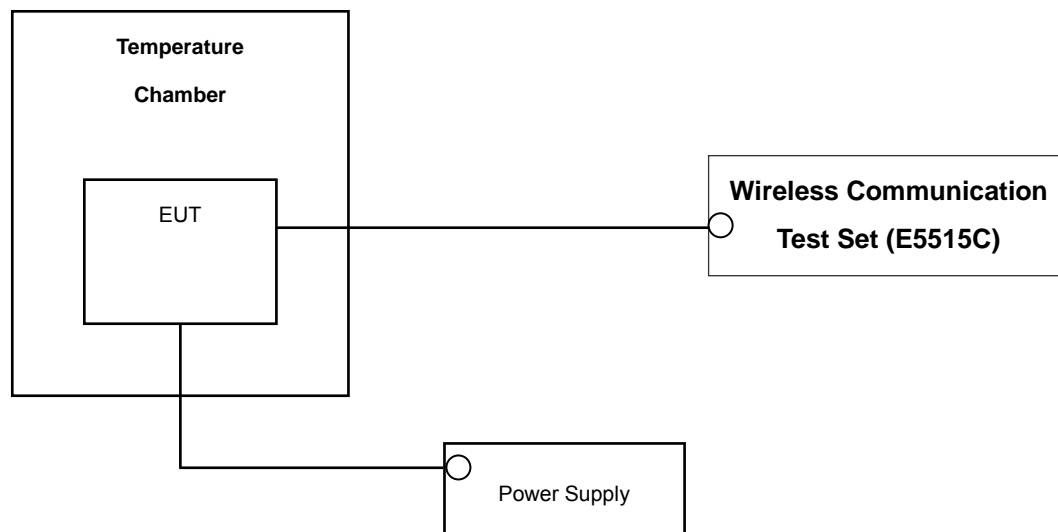 Temperature
Chamber
EUT
Wireless Communication
Test Set (E5515C)
Power Supply